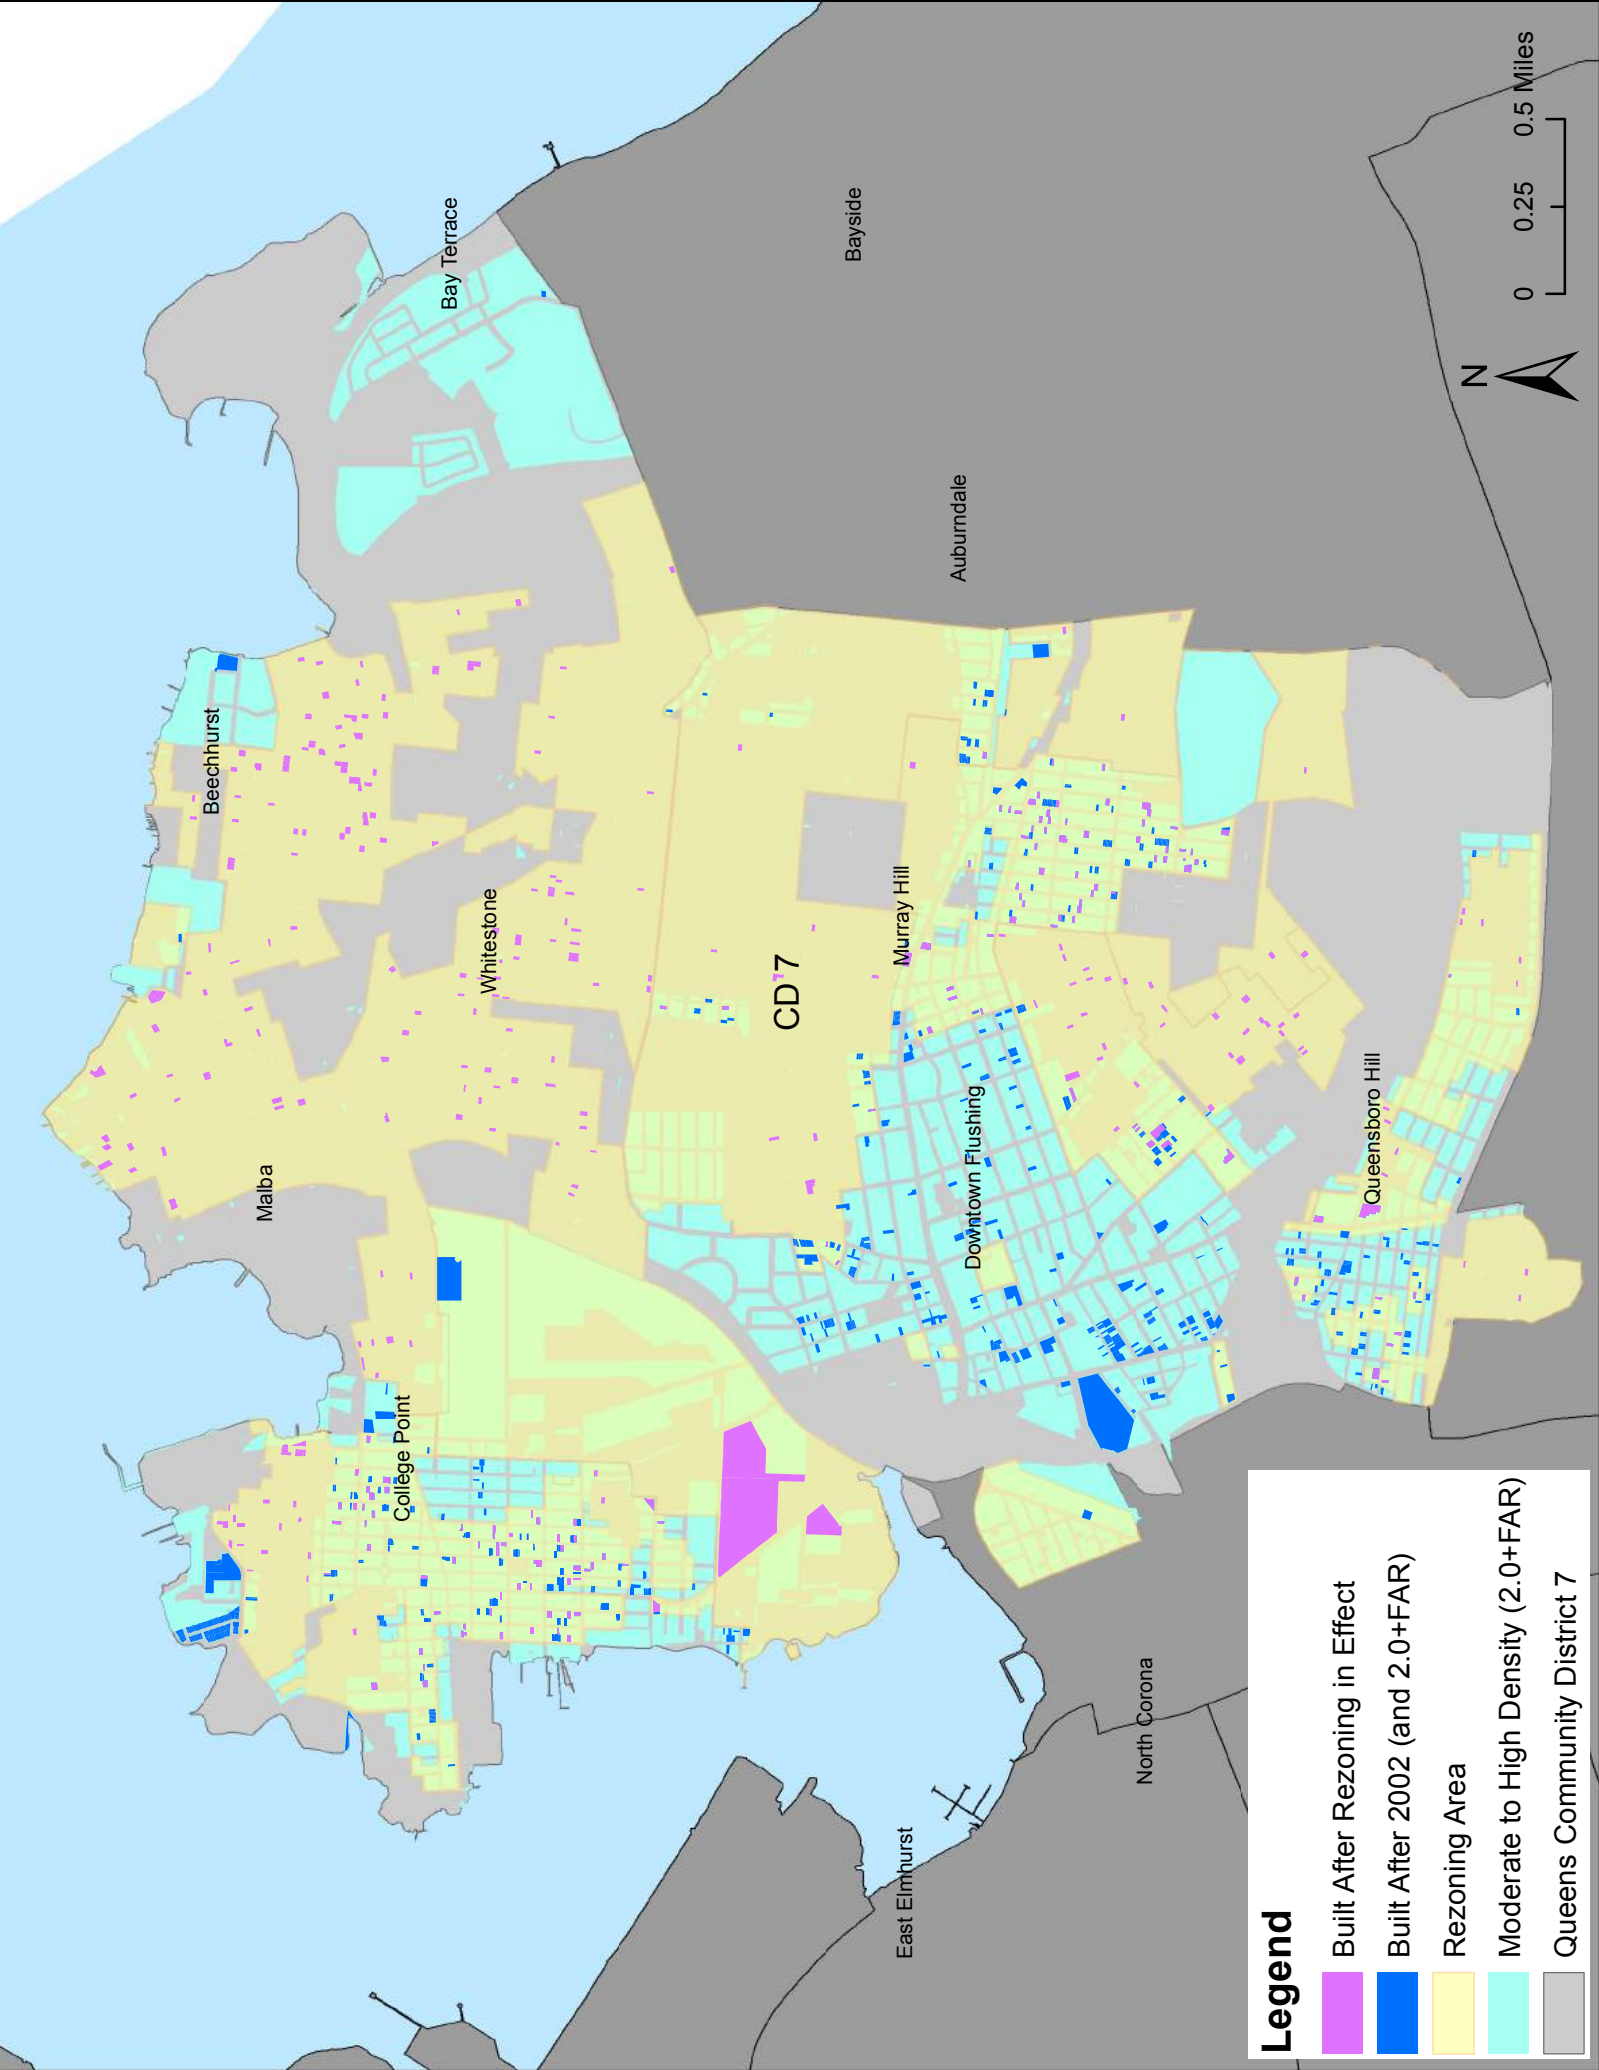 Beechhurst
Bay Terrace
Malba
Whitestone
Bayside
College Point
CD 7
Murray Hill
Auburndale
Downtown Flushing
East Elmhurst
North Corona
Queensboro Hill
N
0 0.25 0.5 Miles
Legend
Built After Rezoning in Effect
Built After 2002 (and 2.0+FAR)
Rezoning Area
Moderate to High Density (2.0+FAR)
Queens Community District 7